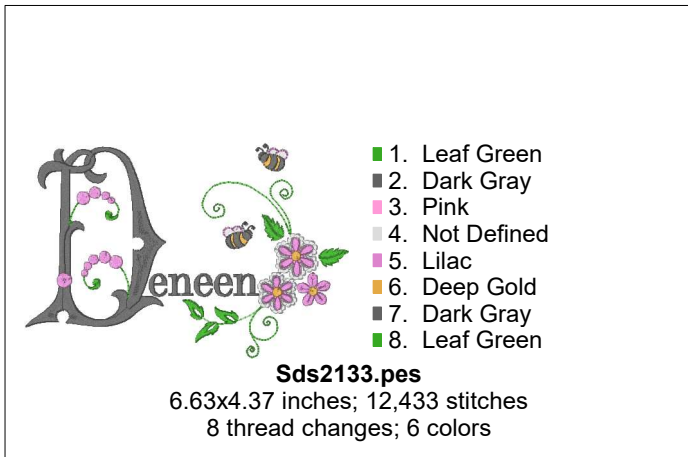 Deneen
1. Leaf Green
2. Dark Gray
3. Pink
4. Not Defined
5. Lilac
6. Deep Gold
7. Dark Gray
8. Leaf Green
Sds2133.pes
6.63x4.37 inches; 12,433 stitches
8 thread changes; 6 colors